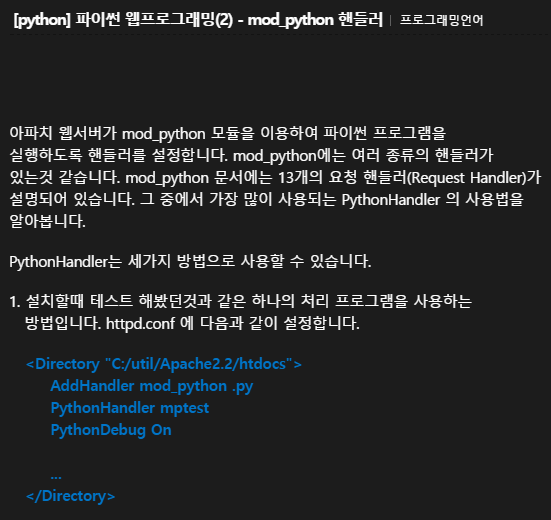 [python] 파이썬 웹프로그래밍(2) - mod_python 핸들러 | 프로그래밍언어
아파치 웹서버가 mod_python 모듈을 이용하여 파이썬 프로그램을
실행하도록 핸들러를 설정합니다. mod_python에는 여러 종류의 핸들러가
있는것 같습니다. mod_python 문서에는 13개의 요청 핸들러(Request Handler)가
설명되어 있습니다. 그 중에서 가장 많이 사용되는 PythonHandler 의 사용법을
알아봅니다.
PythonHandler는 세가지 방법으로 사용할 수 있습니다.
1. 설치할때 테스트 해봤던것과 같은 하나의 처리 프로그램을 사용하는
방법입니다. httpd.conf 에 다음과 같이 설정합니다.
<Directory "C:/util/Apache2.2/htdocs">
AddHandler mod_python .py
PythonHandler mptest
PythonDebug On
...
</Directory>